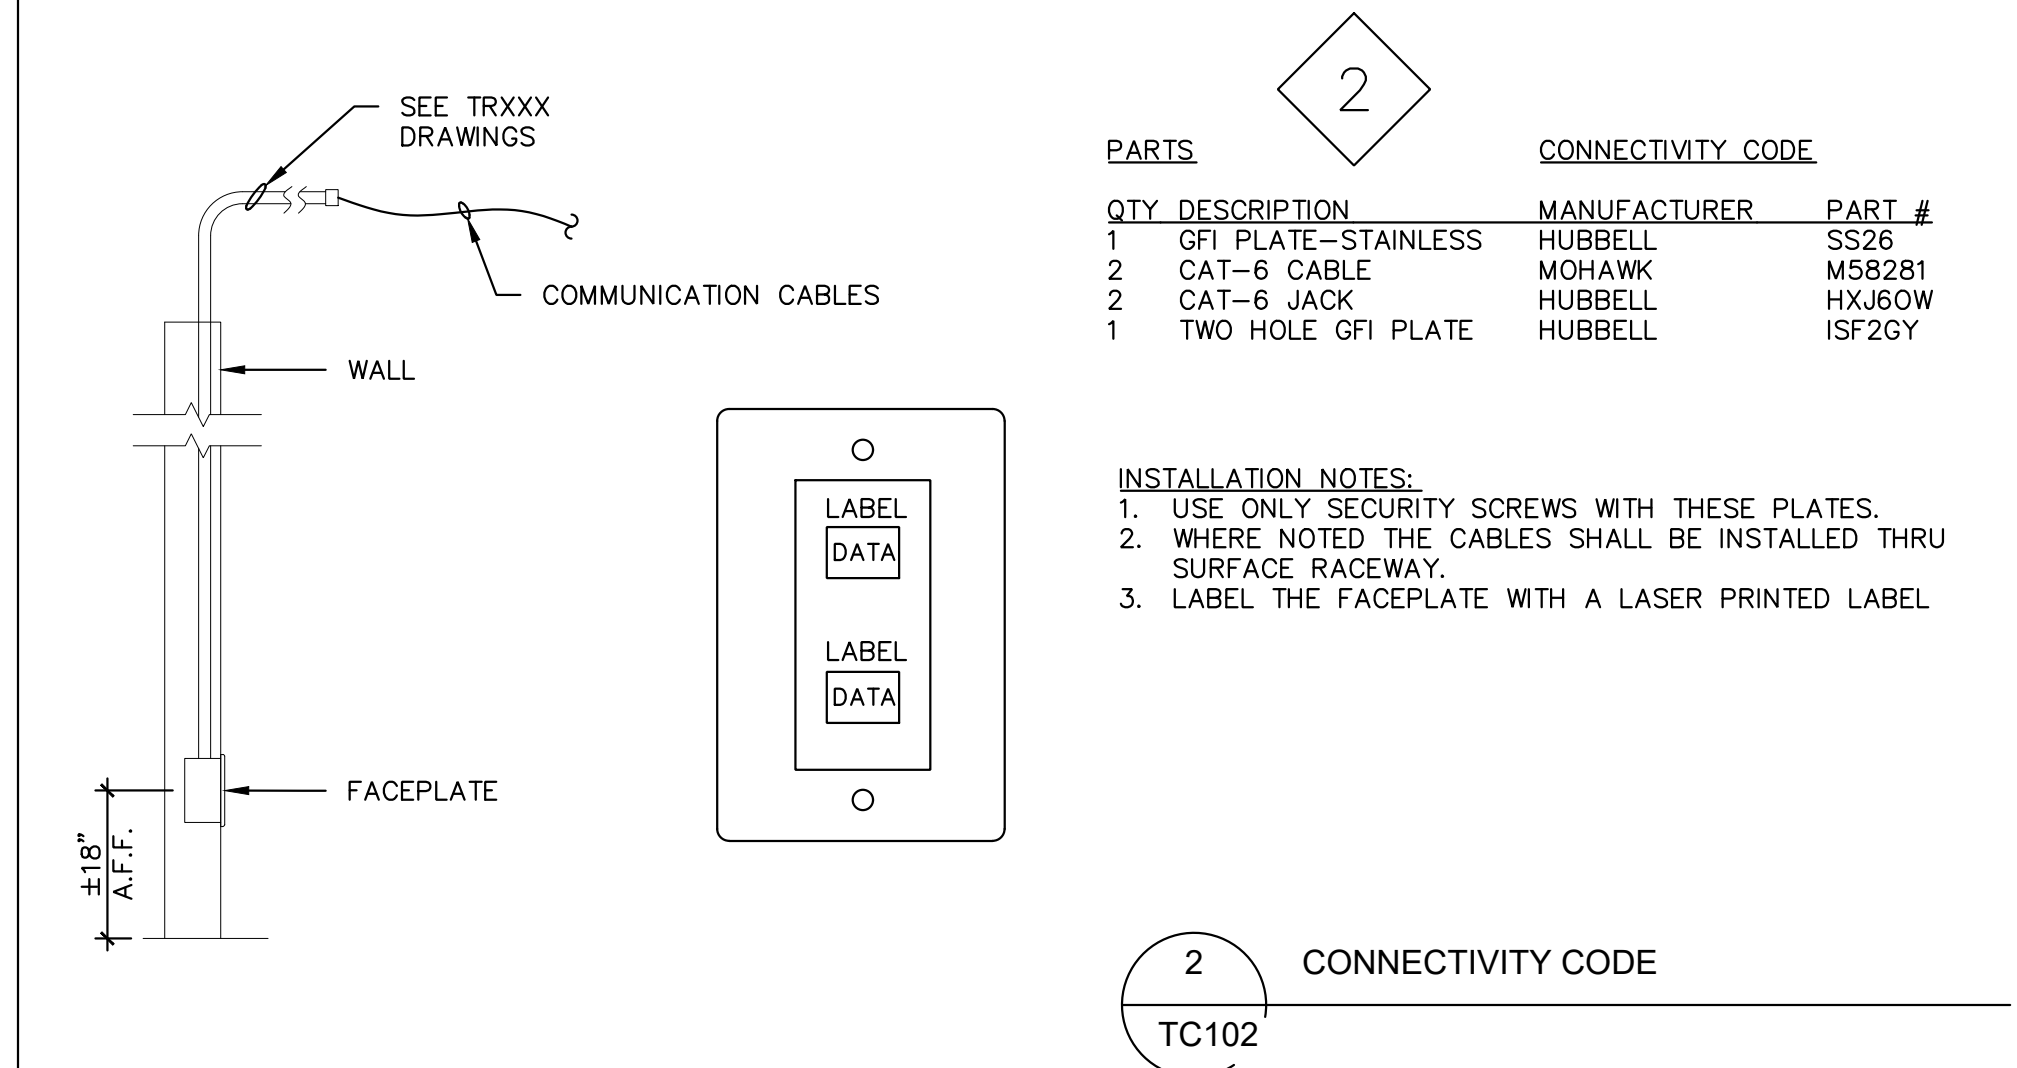 SEE TRXXX
DRAWINGS
COMMUNICATION CABLES
WALL
FACEPLATE
±18"
A.F.F.
LABEL
DATA
LABEL
DATA
2
PARTS CONNECTIVITY CODE
QTY DESCRIPTION MANUFACTURER PART #
1 GFI PLATE-STAINLESS HUBBELL SS26
2 CAT-6 CABLE MOHAWK M58281
2 CAT-6 JACK HUBBELL HXJ6OW
1 TWO HOLE GFI PLATE HUBBELL ISF2GY
INSTALLATION NOTES:
1. USE ONLY SECURITY SCREWS WITH THESE PLATES.
2. WHERE NOTED THE CABLES SHALL BE INSTALLED THRU
SURFACE RACEWAY.
3. LABEL THE FACEPLATE WITH A LASER PRINTED LABEL
2 CONNECTIVITY CODE
TC102